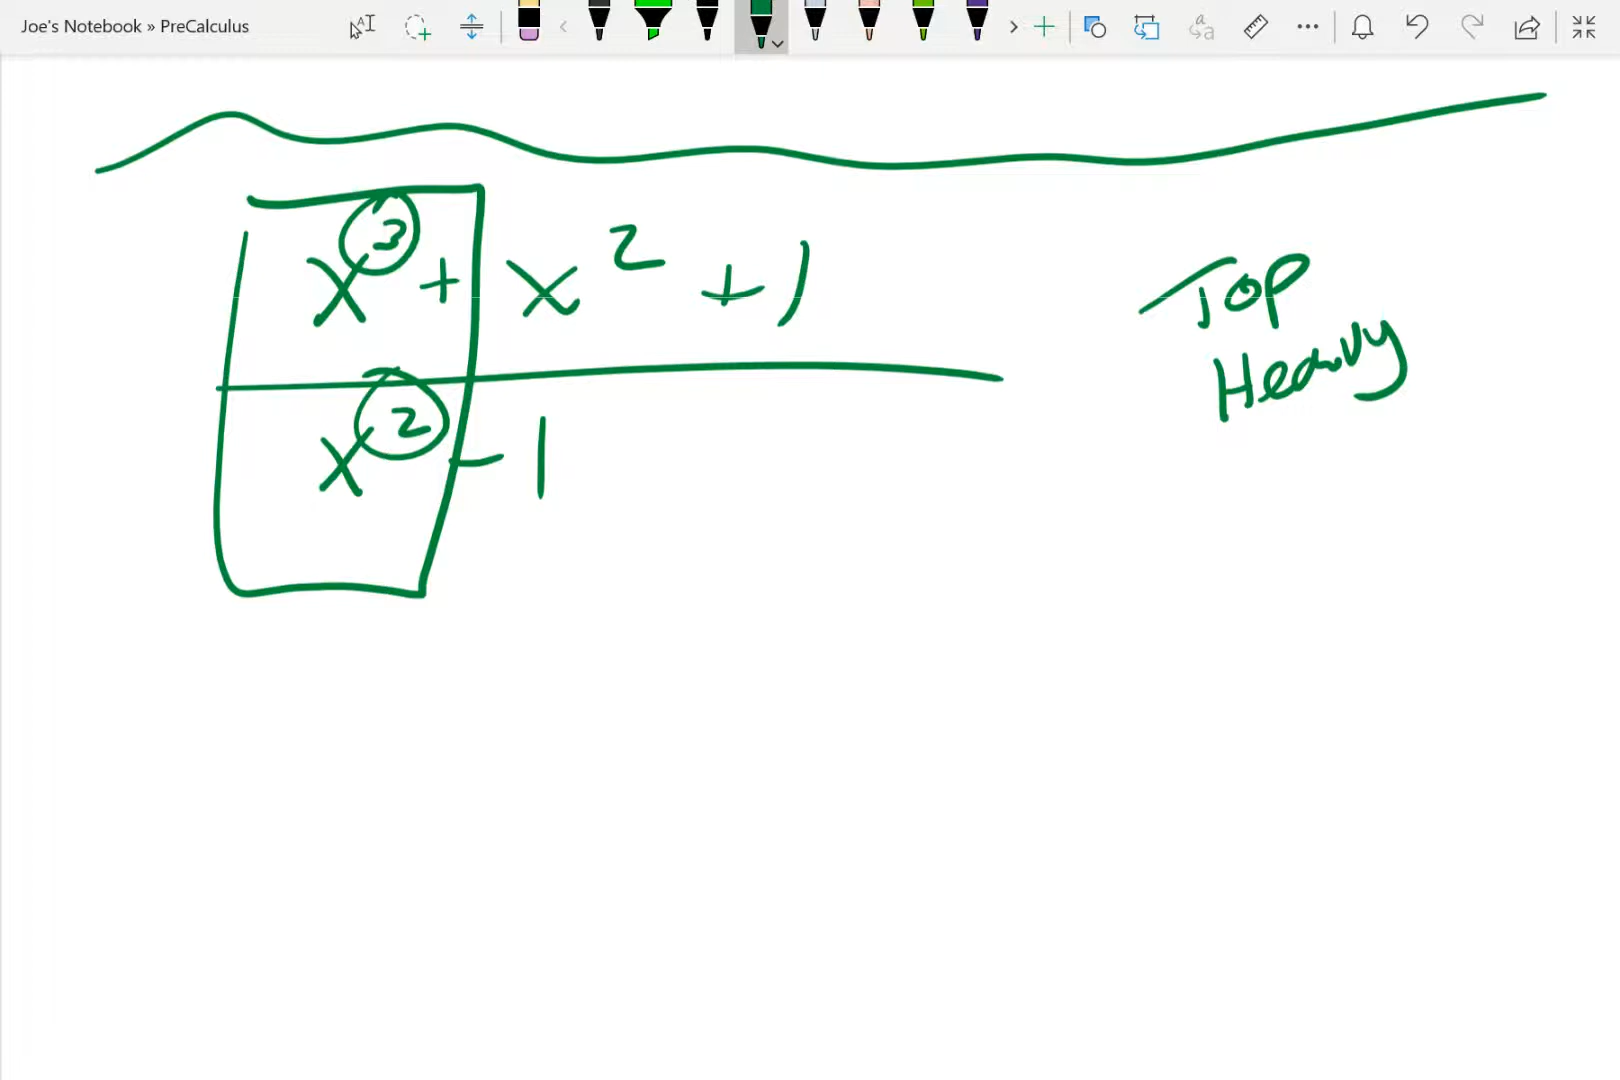 Joe's Notebook » PreCalculus
x³ + x² + 1
x² - 1
Top
Heavy